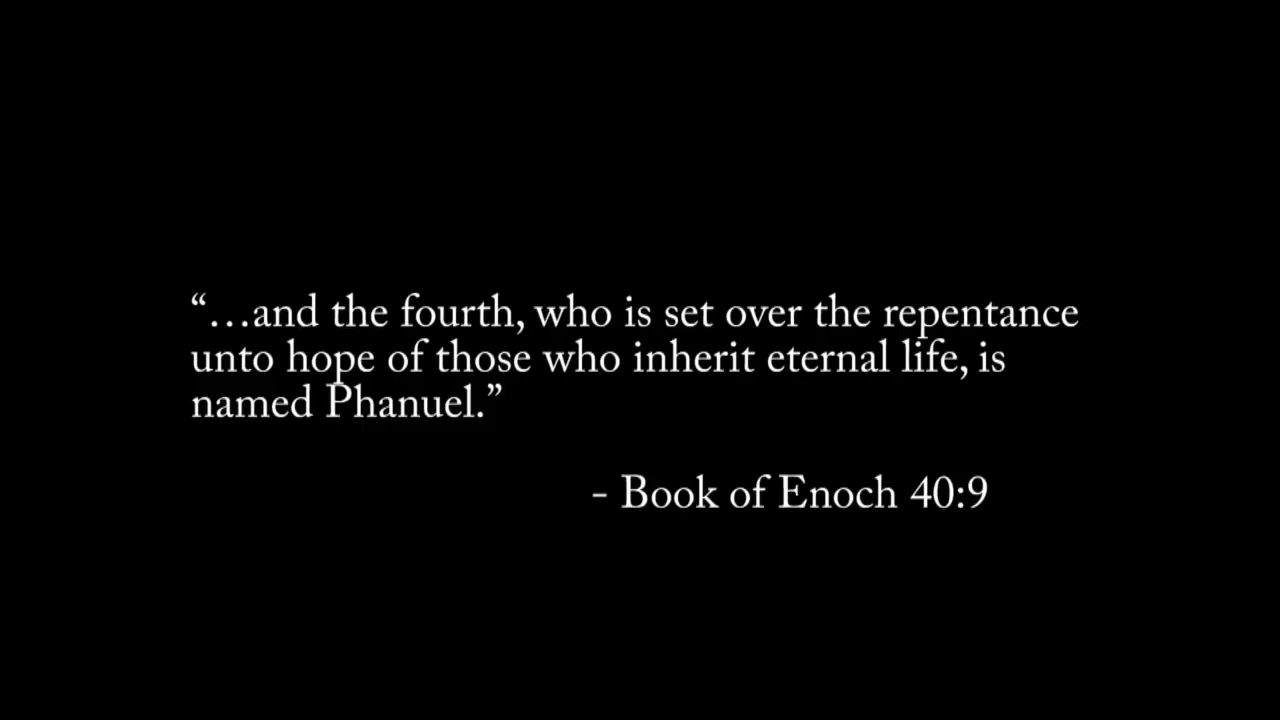 “…and the fourth, who is set over the repentance
unto hope of those who inherit eternal life, is
named Phanuel.”
- Book of Enoch 40:9